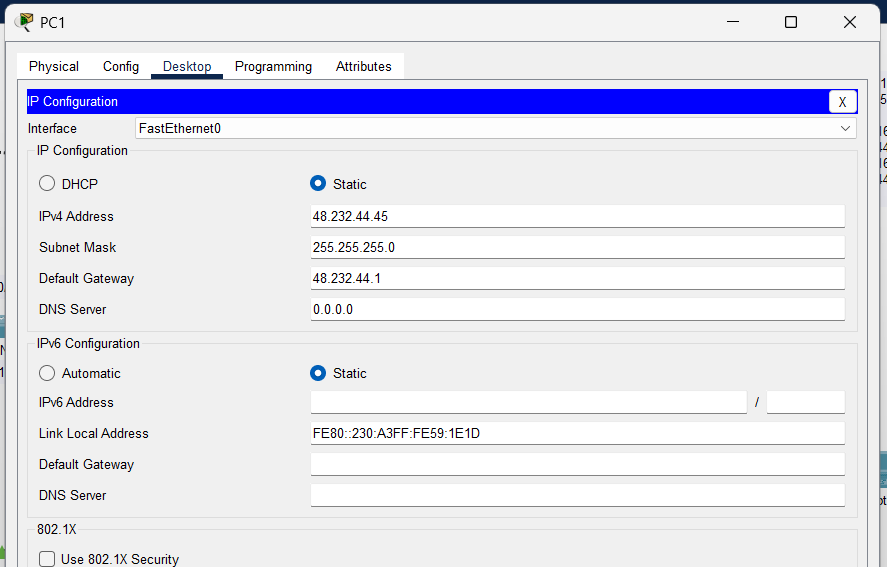 PC1
Physical Config Desktop Programming Attributes
IP Configuration X
Interface FastEthernet0
IP Configuration
DHCP Static
IPv4 Address 48.232.44.45
Subnet Mask 255.255.255.0
Default Gateway 48.232.44.1
DNS Server 0.0.0.0
IPv6 Configuration
Automatic Static
IPv6 Address /
Link Local Address FE80::230:A3FF:FE59:1E1D
Default Gateway
DNS Server
802.1X
Use 802.1X Security